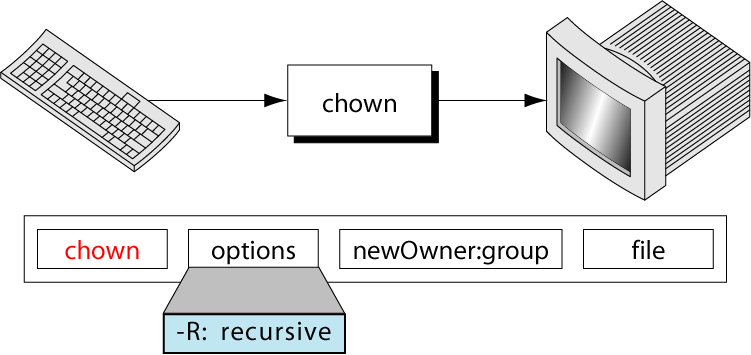 chown
chown options newOwner:group file
-R: recursive